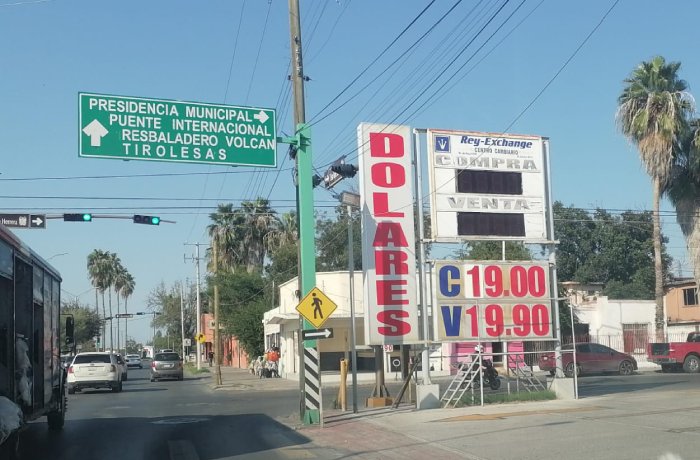 PRESIDENCIA MUNICIPAL
PUENTE INTERNACIONAL
RESBALADERO VOLCAN
TIROLESAS
DOLARES
Rey-Exchange
CENTRO CAMBIARIO
COMPRA
VENTA
C 19.00
V 19.90